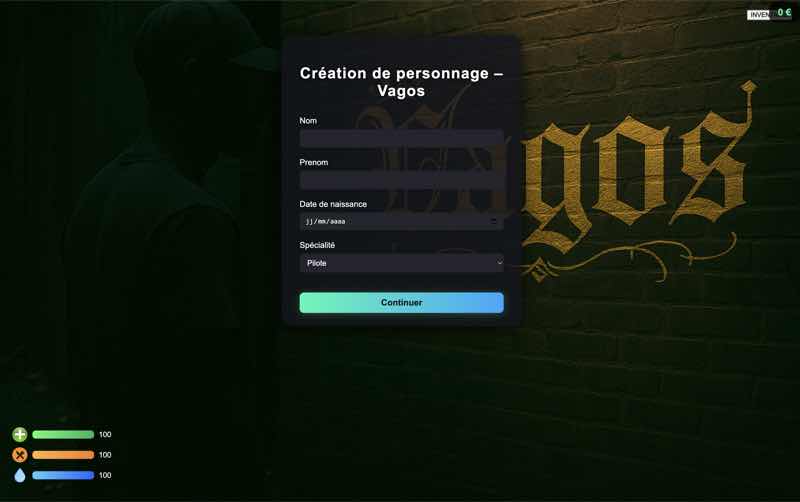 INVEN
0 €
Création de personnage –
Vagos
Nom
Prenom
Date de naissance
jj/mm/aaaa
Spécialité
Pilote
Continuer
Vagos
100
100
100